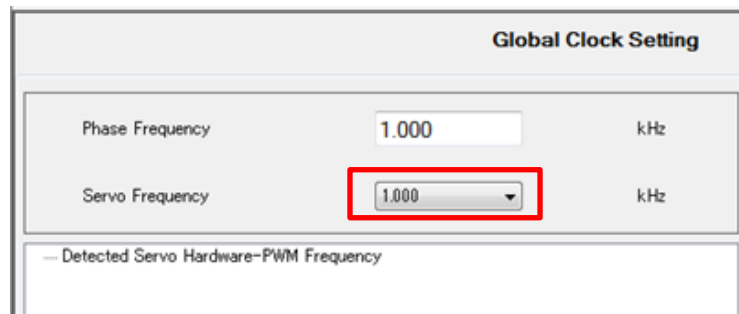 Global Clock Setting
Phase Frequency 1.000 kHz
Servo Frequency 1.000 kHz
Detected Servo Hardware-PWM Frequency